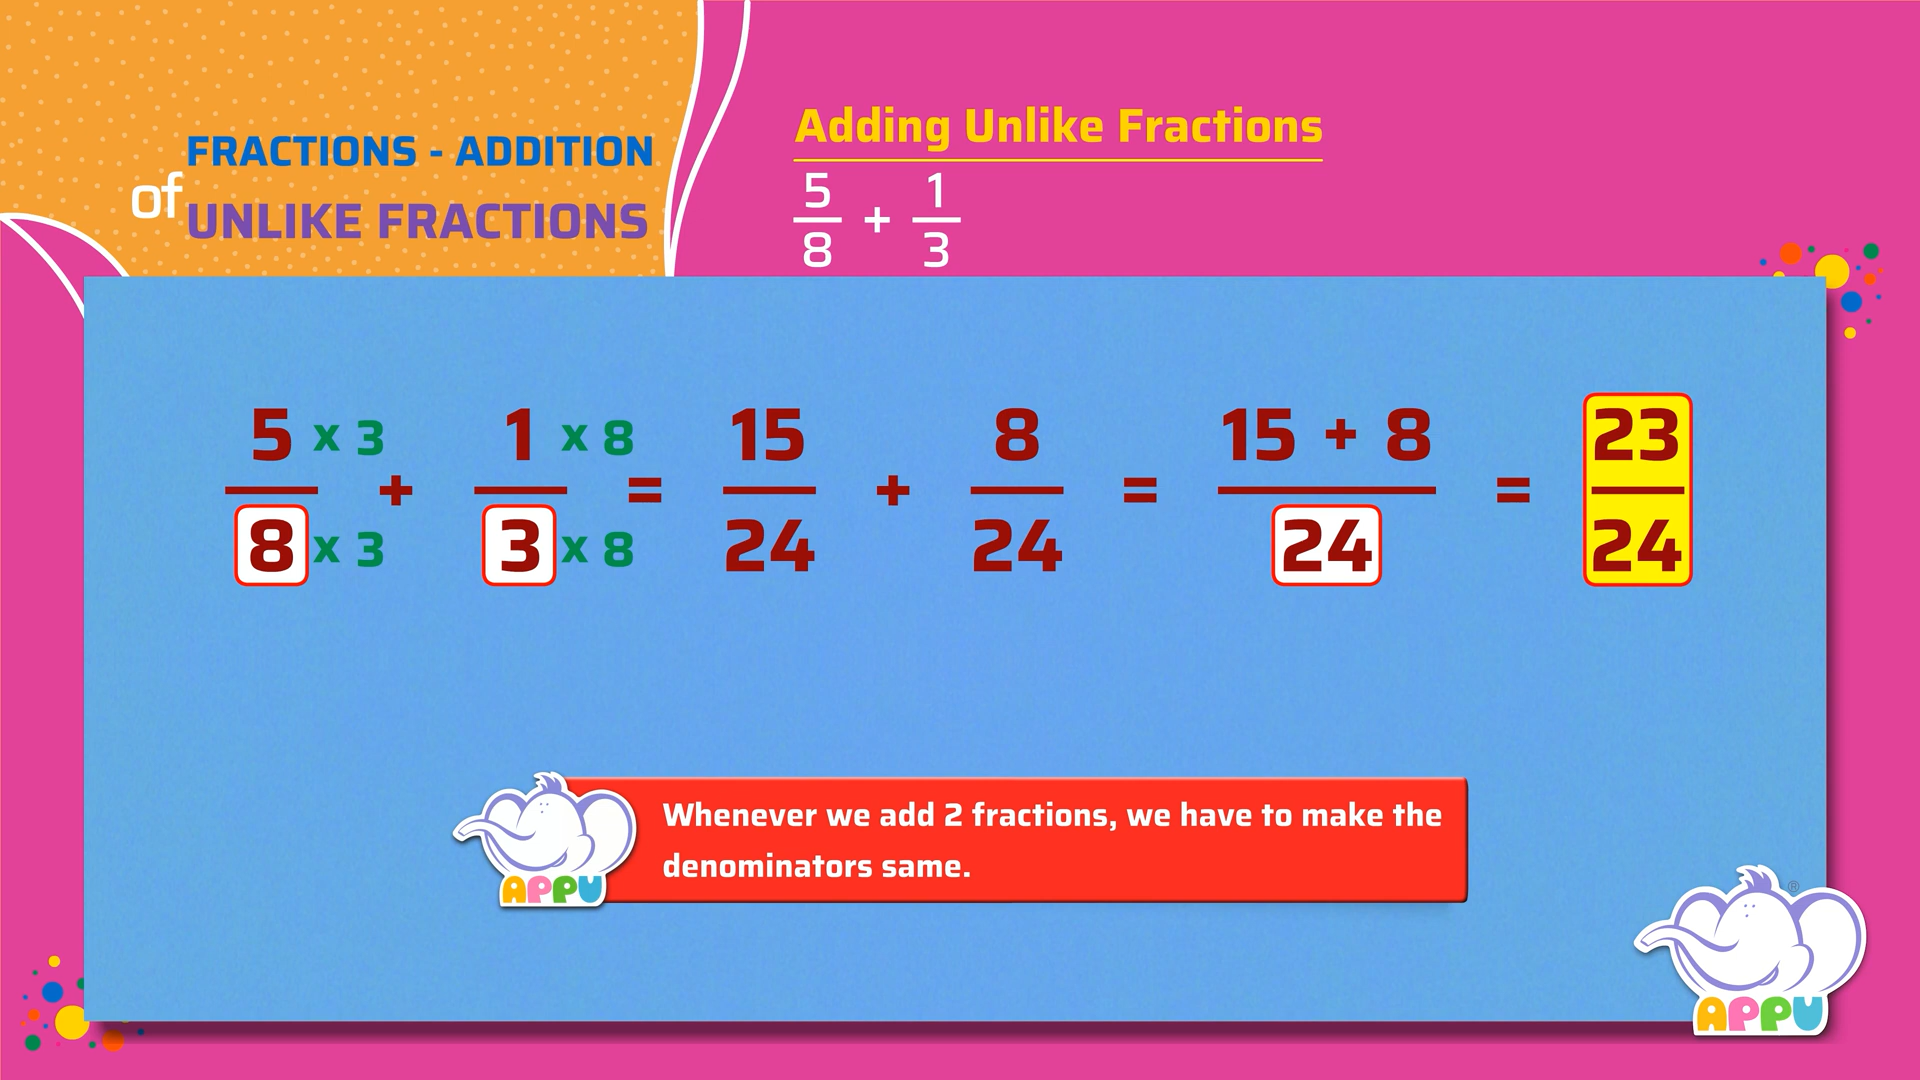 FRACTIONS - ADDITION
of UNLIKE FRACTIONS
Adding Unlike Fractions
5/8 + 1/3
5 x 3 / 8 x 3 + 1 x 8 / 3 x 8 = 15/24 + 8/24 = 15 + 8 / 24 = 23/24
Whenever we add 2 fractions, we have to make the
denominators same.
APPU
APPU ®